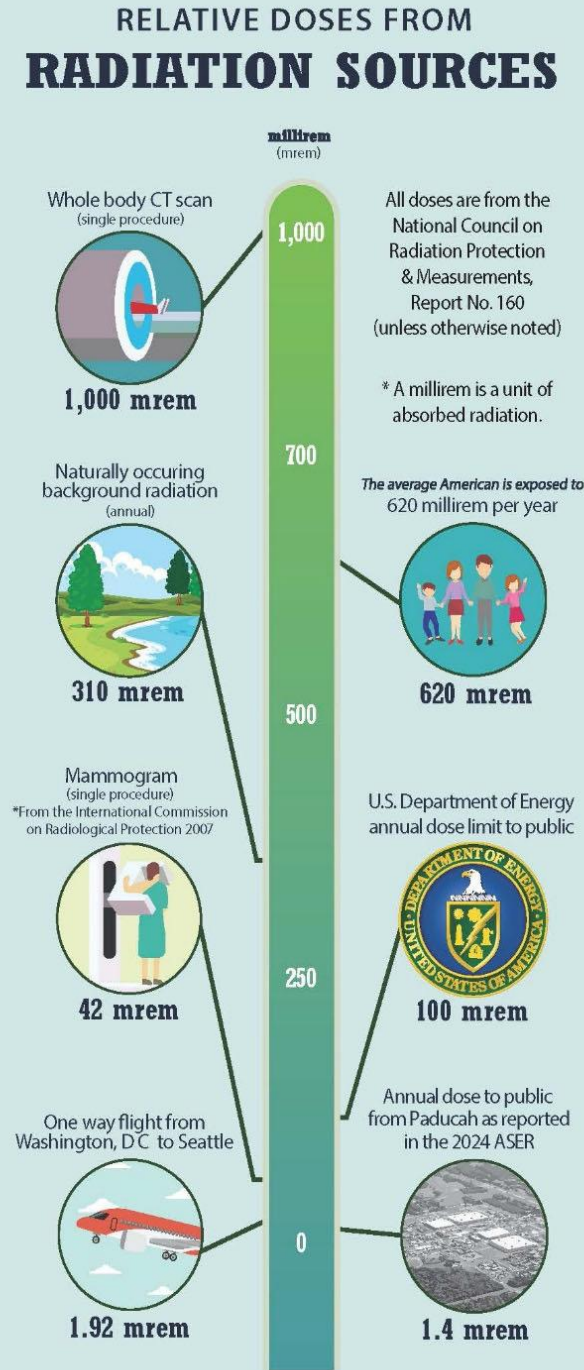 RELATIVE DOSES FROM
RADIATION SOURCES
millirem
(mrem)
Whole body CT scan
(single procedure)
1,000 mrem
1,000
All doses are from the
National Council on
Radiation Protection
& Measurements,
Report No. 160
(unless otherwise noted)
* A millirem is a unit of
absorbed radiation.
700
Naturally occuring
background radiation
(annual)
310 mrem
The average American is exposed to
620 millirem per year
620 mrem
500
Mammogram
(single procedure)
*From the International Commission
on Radiological Protection 2007
42 mrem
U.S. Department of Energy
annual dose limit to public
DEPARTMENT OF ENERGY
UNITED STATES OF AMERICA
100 mrem
250
One way flight from
Washington, DC to Seattle
1.92 mrem
Annual dose to public
from Paducah as reported
in the 2024 ASER
1.4 mrem
0